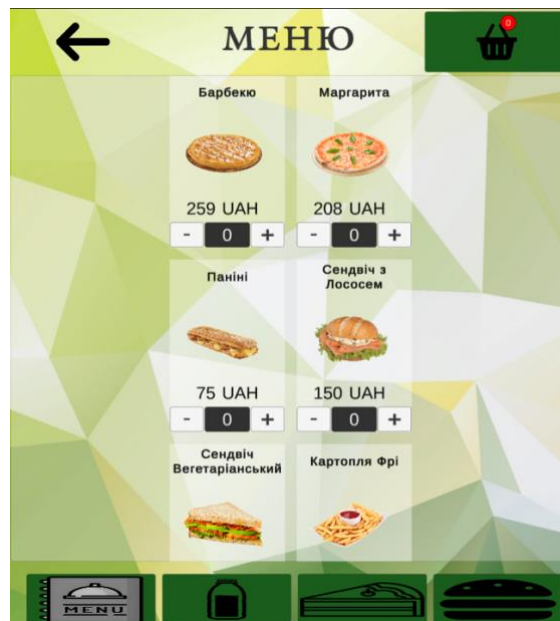 МЕНЮ
0
Барбекю
Маргарита
259 UAH
208 UAH
- 0 +
- 0 +
Паніні
Сендвіч з
Лососем
75 UAH
150 UAH
- 0 +
- 0 +
Сендвіч
Вегетаріанський
Картопля Фрі
MENU